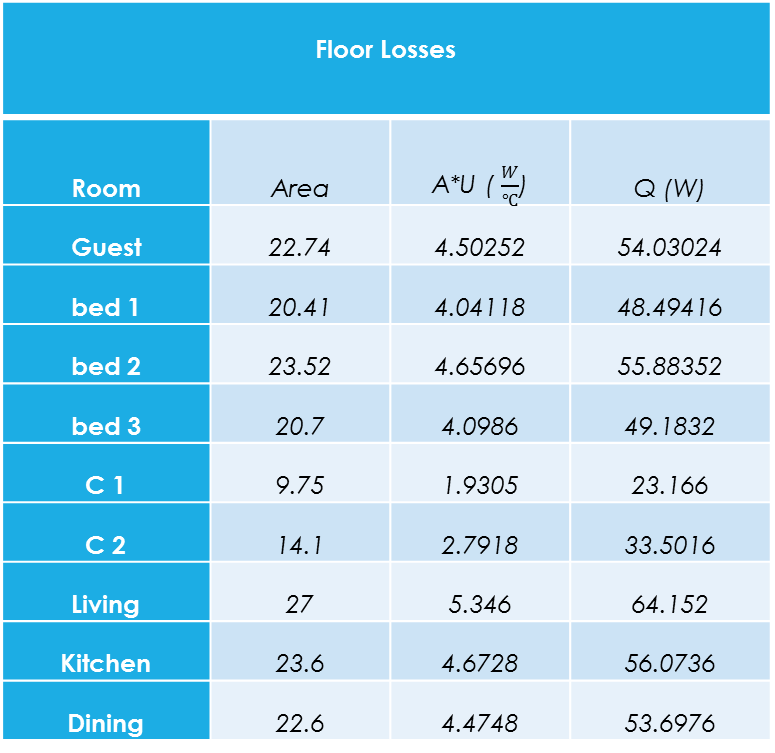 Floor Losses
Room Area A*U ( W/°C) Q (W)
Guest 22.74 4.50252 54.03024
bed 1 20.41 4.04118 48.49416
bed 2 23.52 4.65696 55.88352
bed 3 20.7 4.0986 49.1832
C 1 9.75 1.9305 23.166
C 2 14.1 2.7918 33.5016
Living 27 5.346 64.152
Kitchen 23.6 4.6728 56.0736
Dining 22.6 4.4748 53.6976